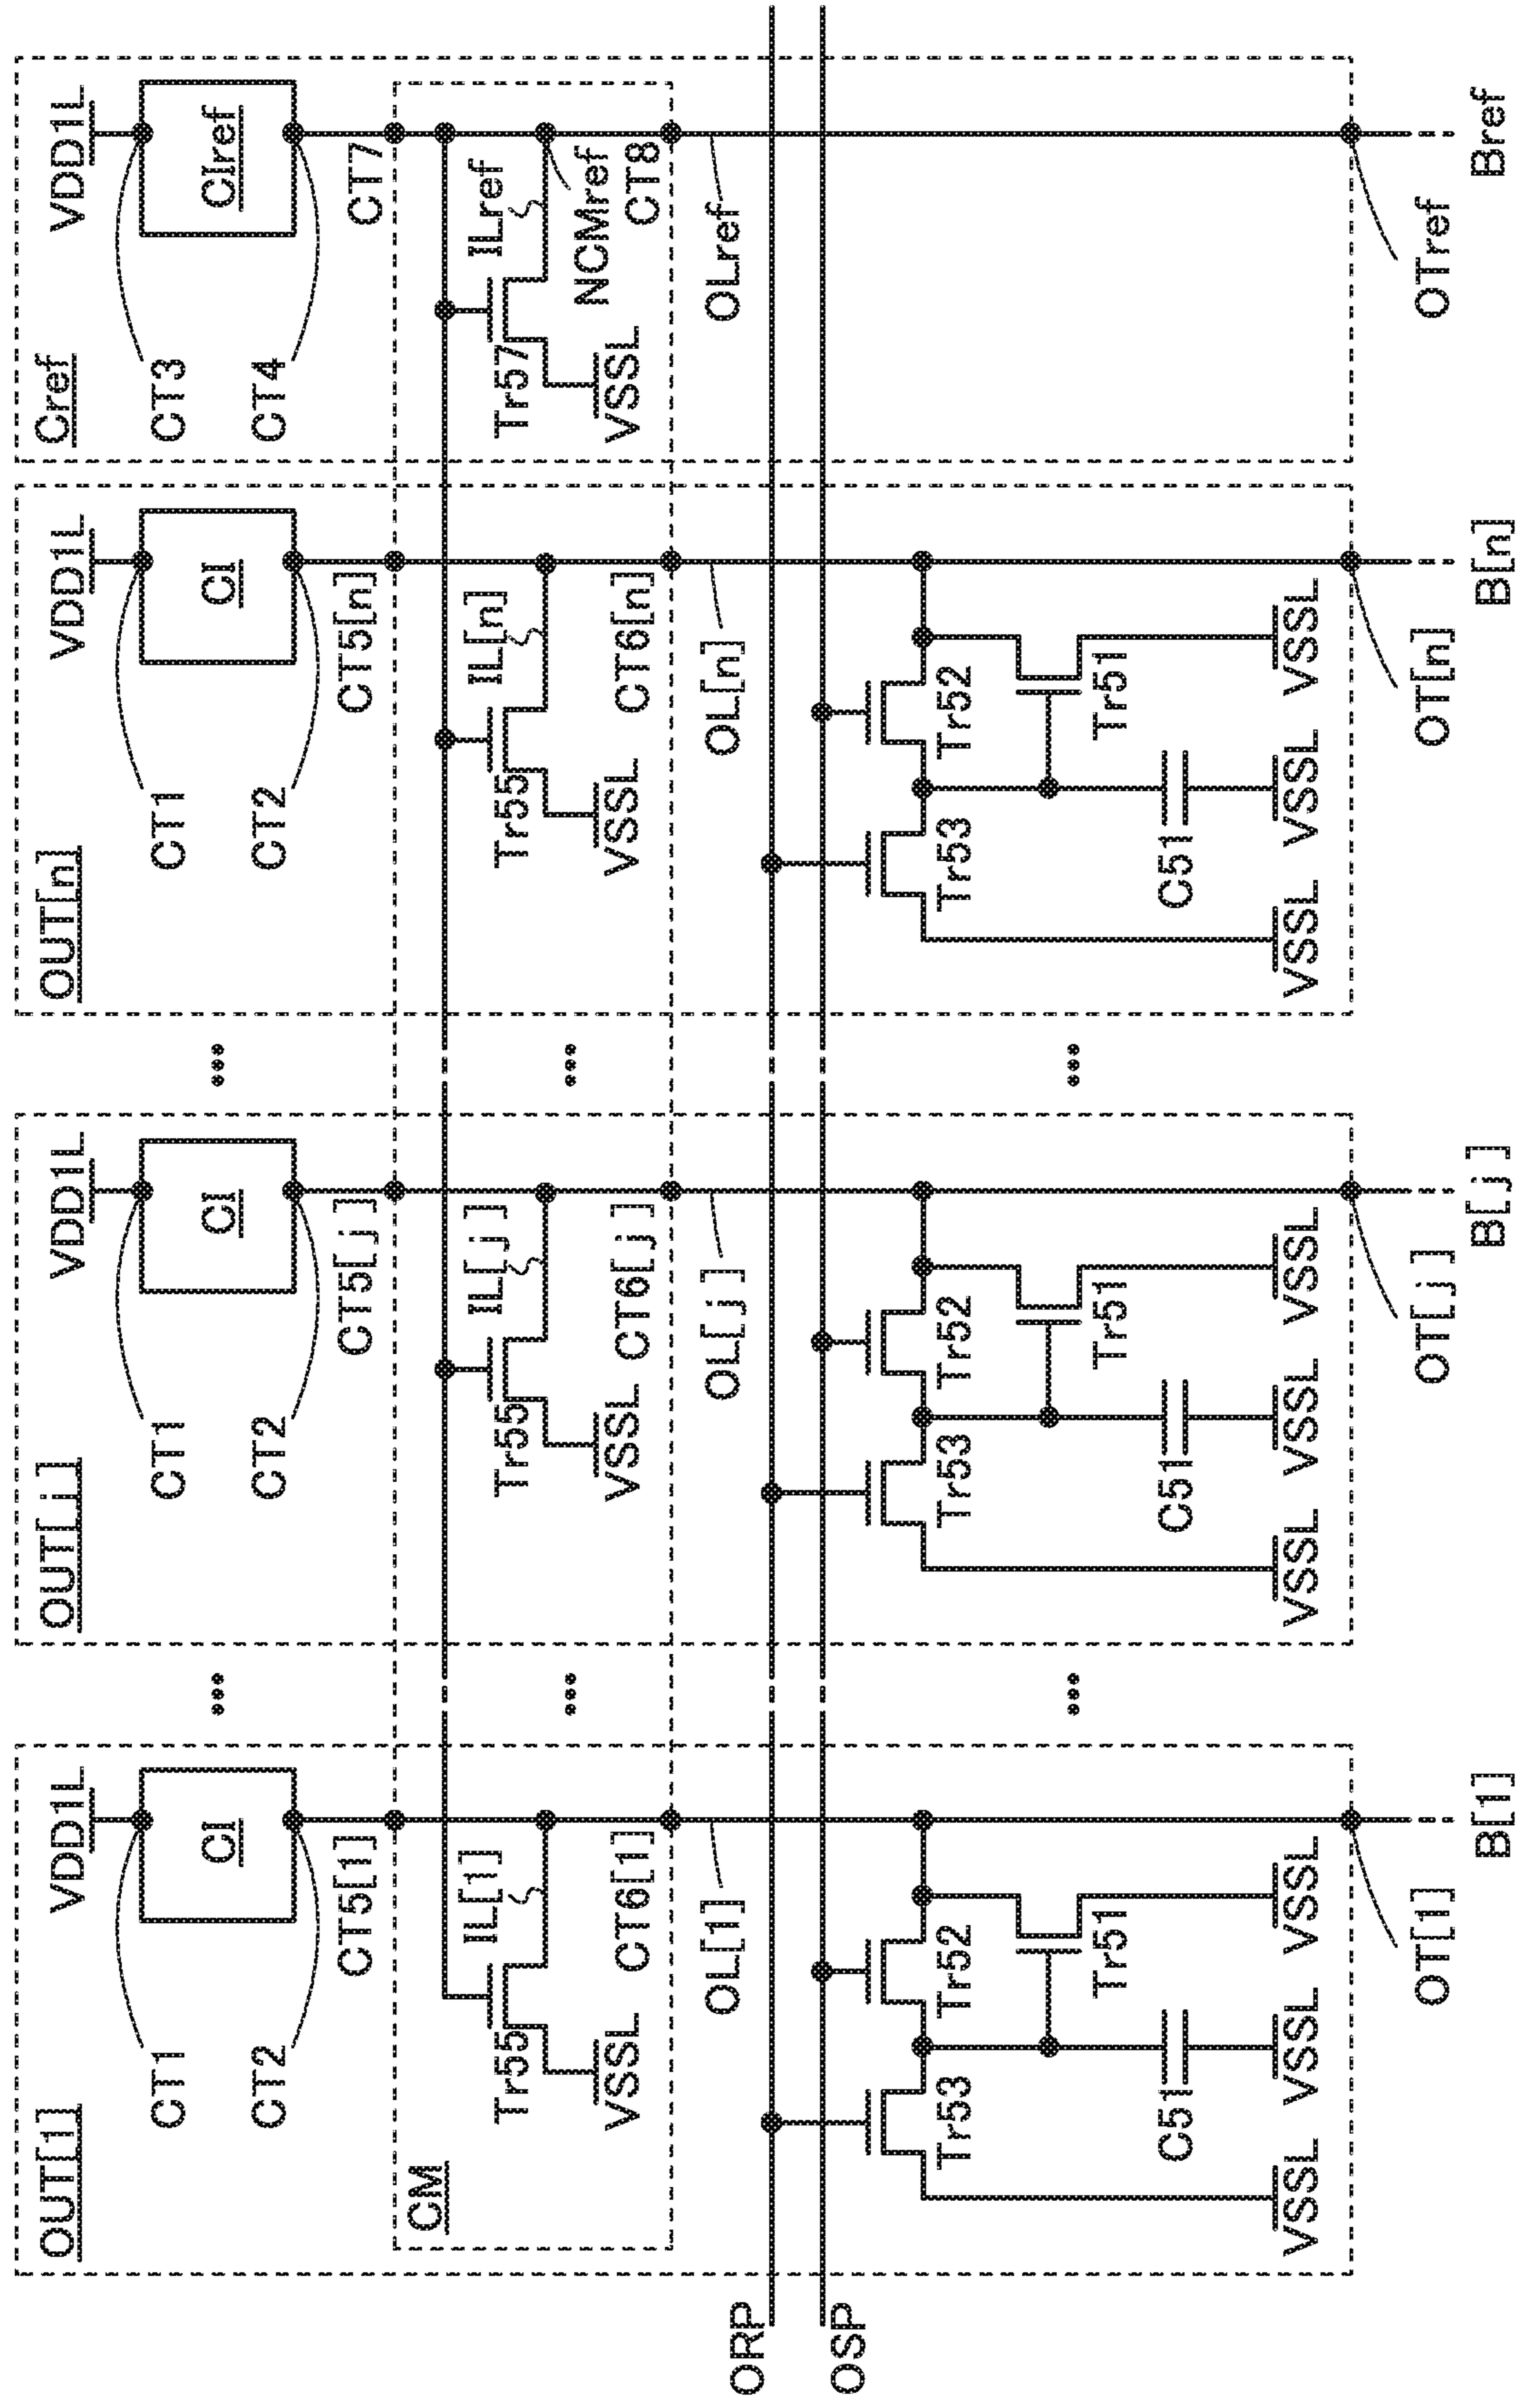 OUT[1]
VDD1L
CI
CT1
CT2
CT5[1]
CM
IL[1]
Tr55
VSSL
CT6[1]
OL[1]
Tr53
Tr52
Tr51
C51
VSSL
VSSL
VSSL
OT[1]
B[1]
OUT[j]
VDD1L
CI
CT1
CT2
CT5[j]
IL[j]
Tr55
VSSL
CT6[j]
OL[j]
Tr53
Tr52
Tr51
C51
VSSL
VSSL
VSSL
OT[j]
B[j]
OUT[n]
VDD1L
CI
CT1
CT2
CT5[n]
IL[n]
Tr55
VSSL
CT6[n]
OL[n]
Tr53
Tr52
Tr51
C51
VSSL
VSSL
VSSL
OT[n]
B[n]
Cref
VDD1L
CIref
CT3
CT4
CT7
ILref
Tr57
NCMref
VSSL
CT8
OLref
OTref
Bref
ORP
OSP
...
...
...
...
...
...